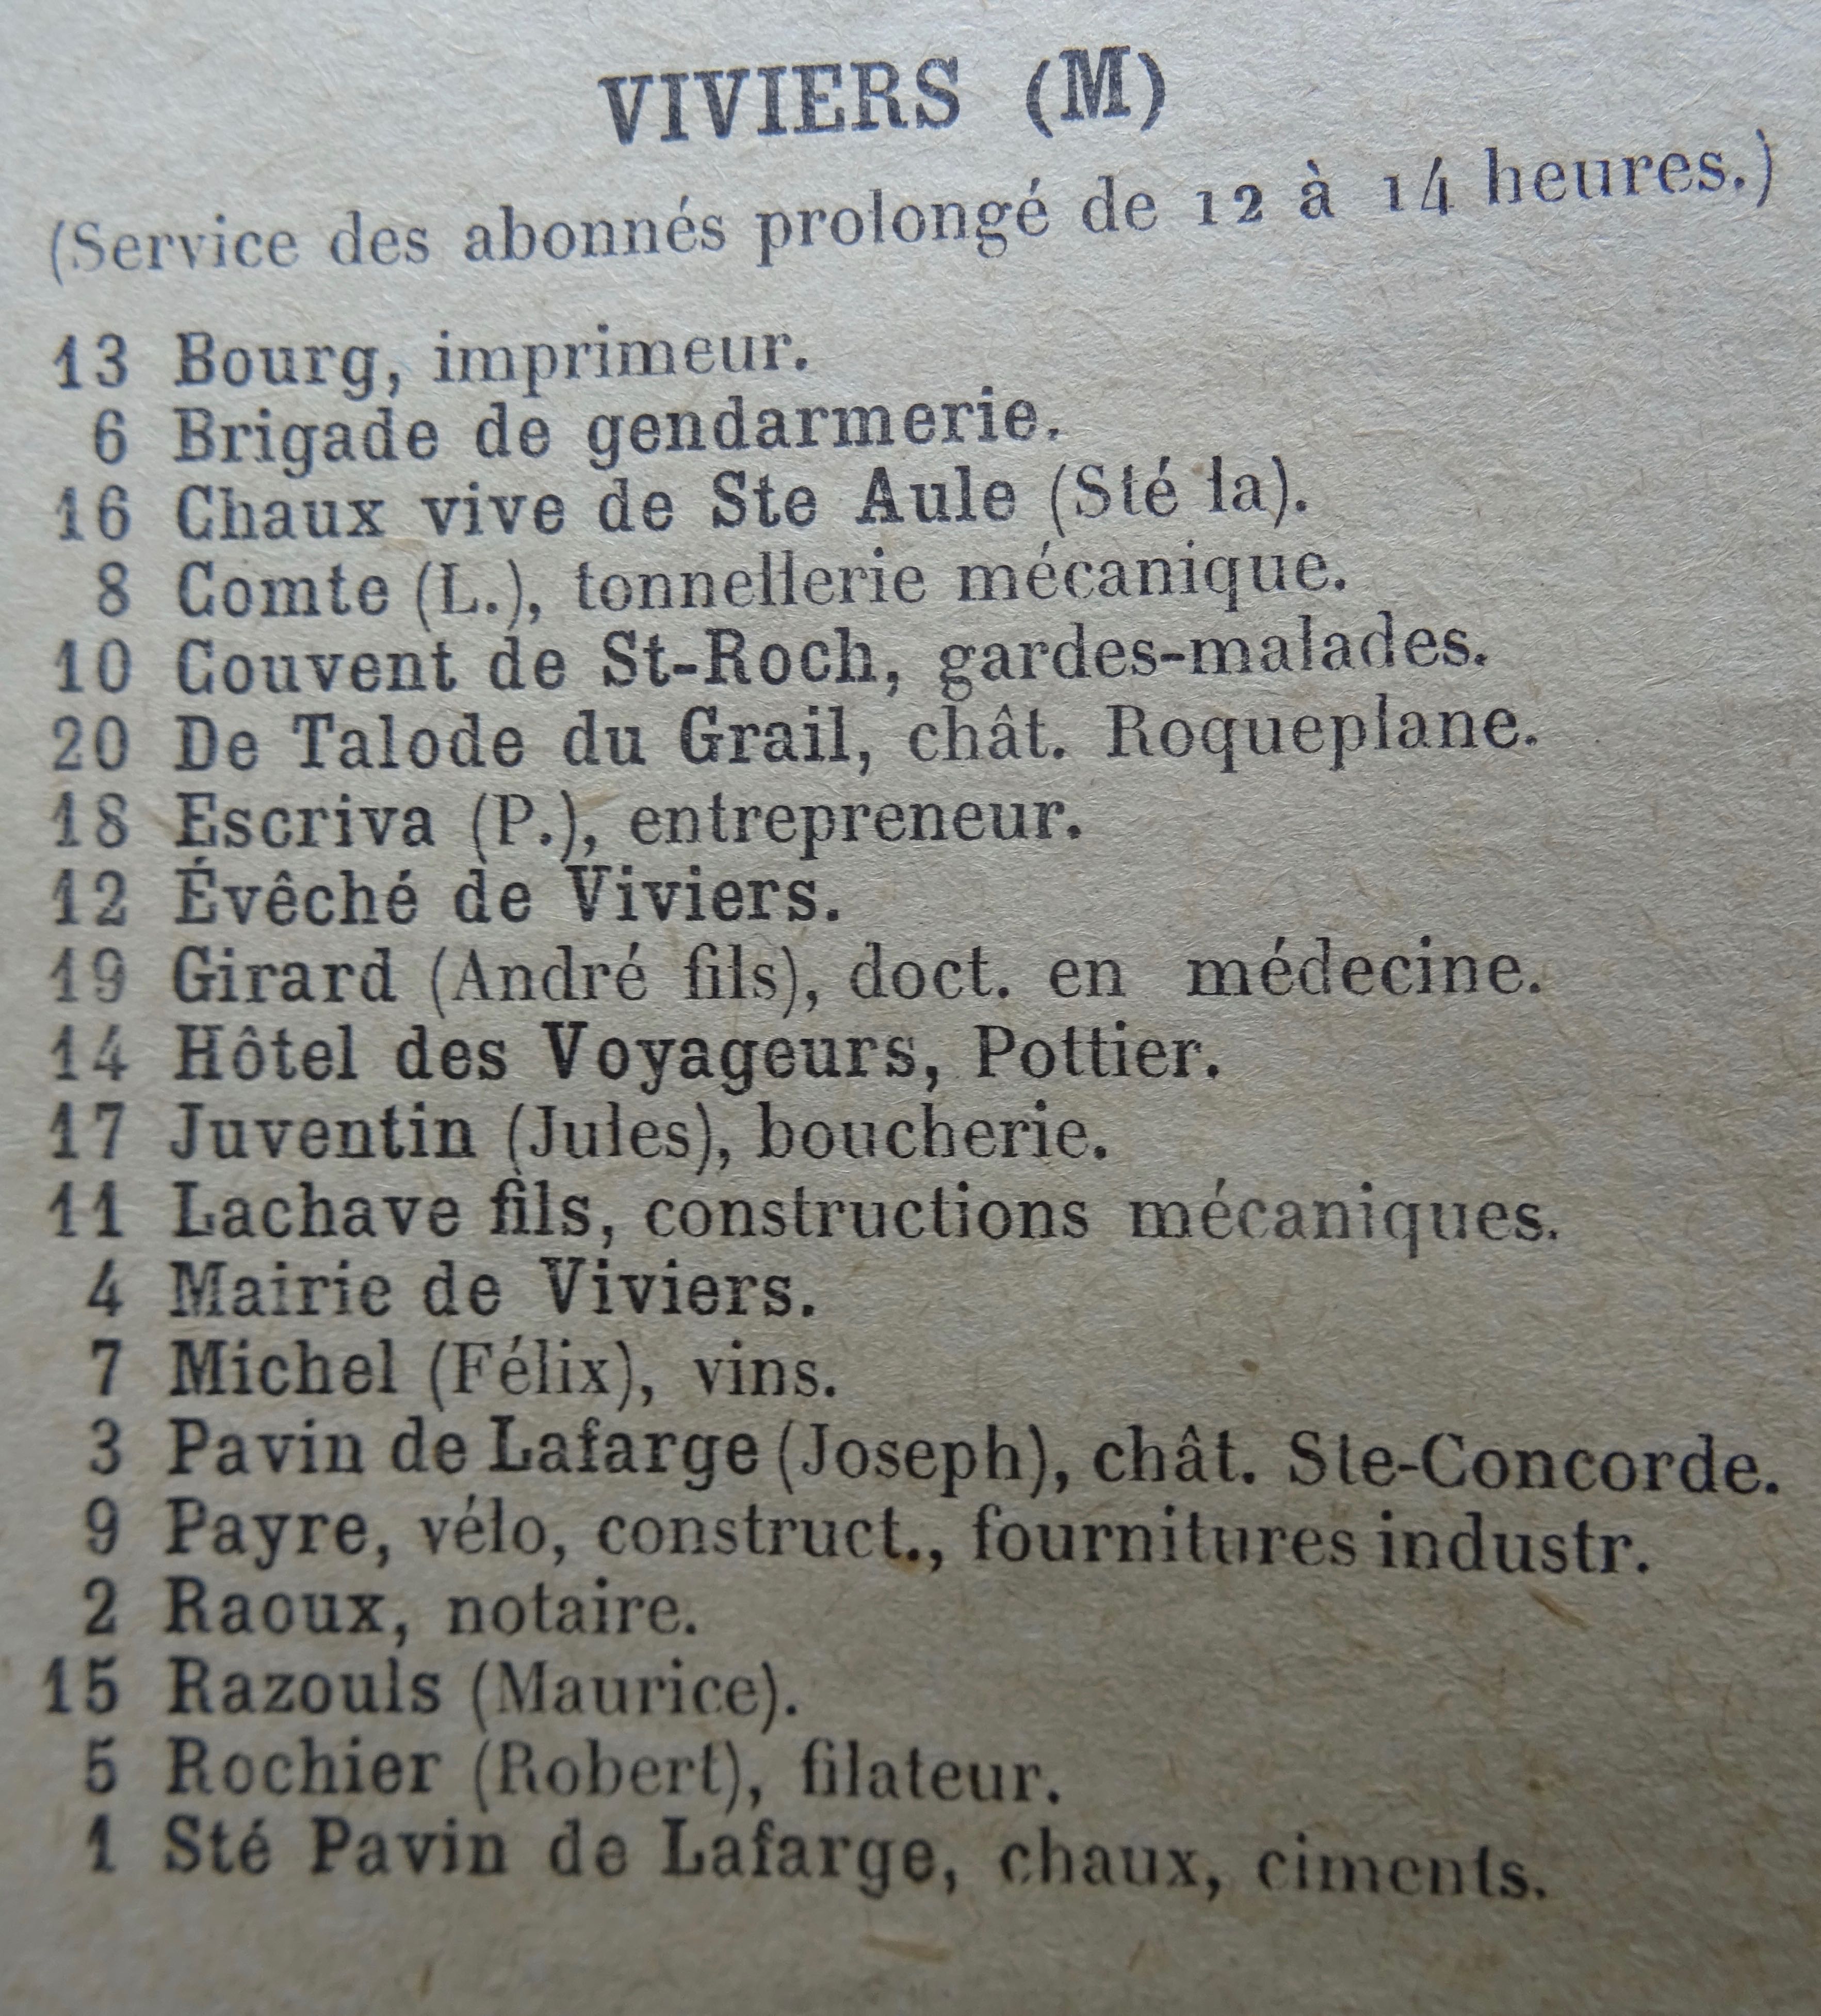 VIVIERS (M)
(Service des abonnés prolongé de 12 à 14 heures.)
13 Bourg, imprimeur.
6 Brigade de gendarmerie.
16 Chaux vive de Ste Aule (Sté la).
8 Comte (L.), tonnellerie mécanique.
10 Couvent de St-Roch, gardes-malades.
20 De Talode du Grail, chât. Roqueplane.
18 Escriva (P.), entrepreneur.
12 Évêché de Viviers.
19 Girard (André fils), doct. en médecine.
14 Hôtel des Voyageurs, Pottier.
17 Juventin (Jules), boucherie.
11 Lachave fils, constructions mécaniques.
4 Mairie de Viviers.
7 Michel (Félix), vins.
3 Pavin de Lafarge (Joseph), chât. Ste-Concorde.
9 Payre, vélo, construct., fournitures industr.
2 Raoux, notaire.
15 Razouls (Maurice).
5 Rochier (Robert), filateur.
1 Sté Pavin de Lafarge, chaux, ciments.